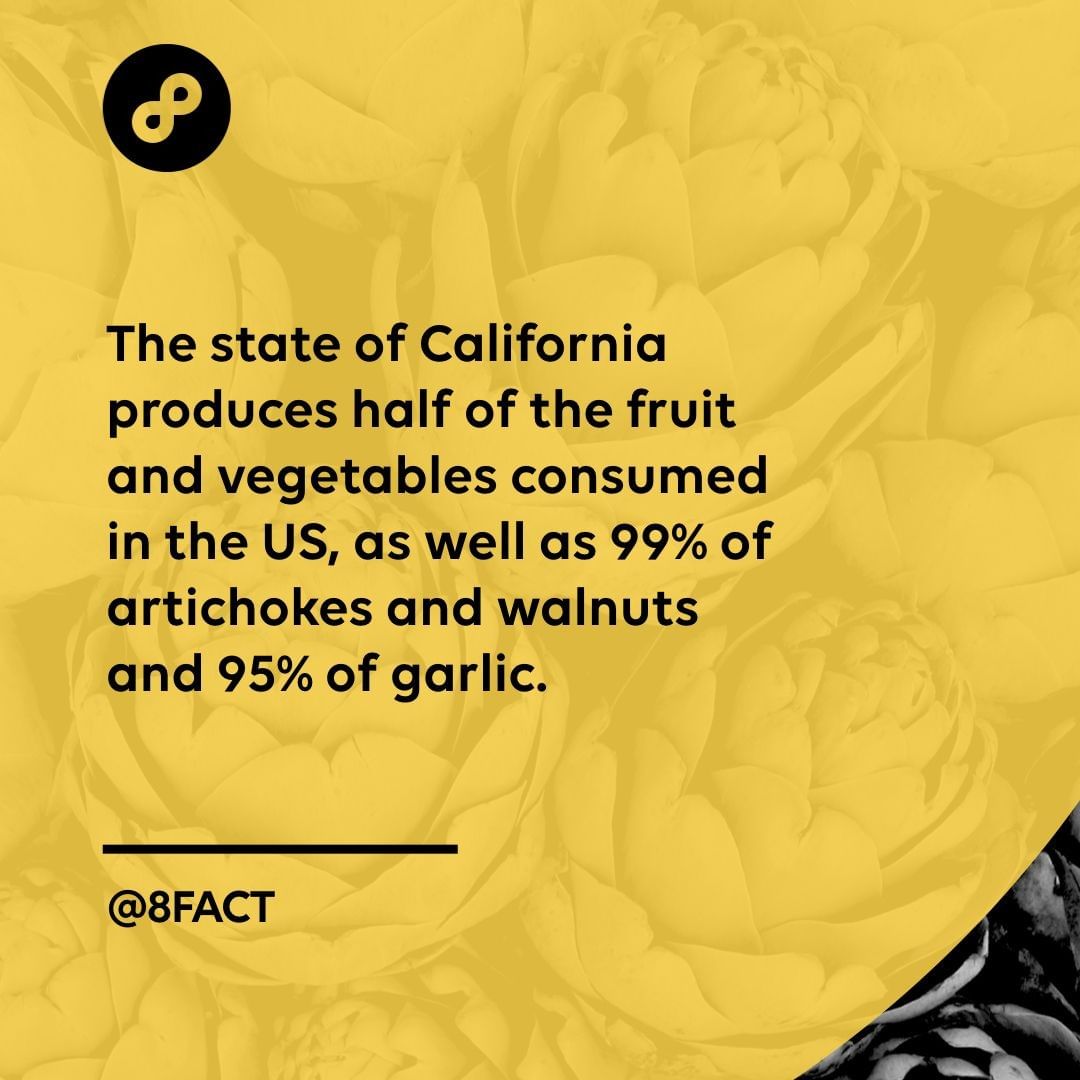 The state of California
produces half of the fruit
and vegetables consumed
in the US, as well as 99% of
artichokes and walnuts
and 95% of garlic.
@8FACT